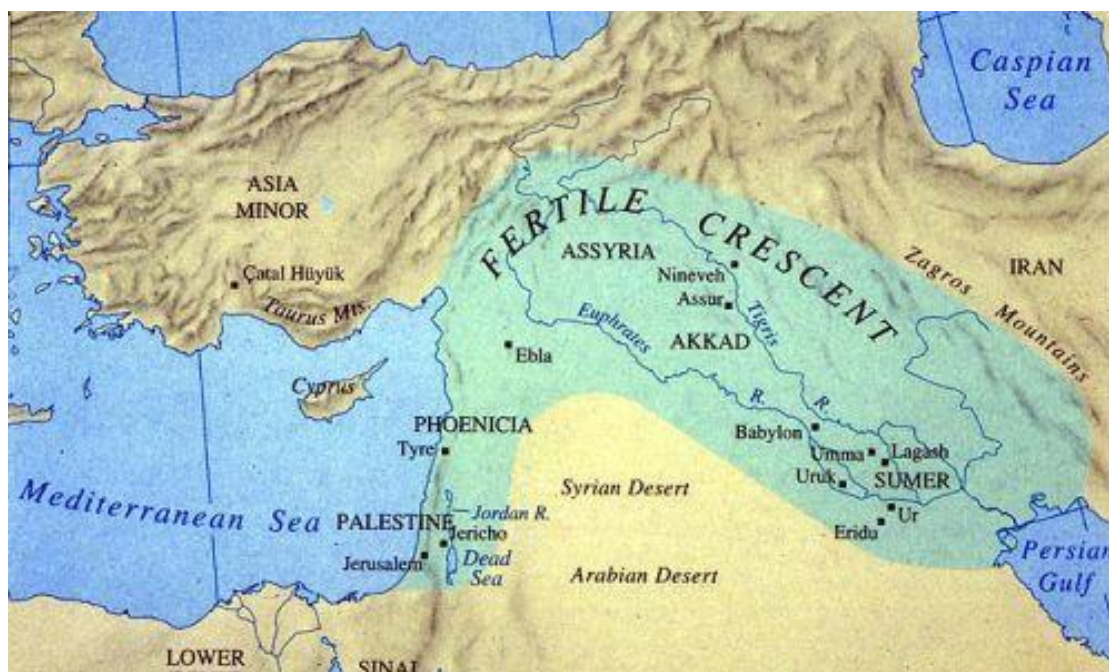 Caspian
Sea
ASIA
MINOR
FERTILE CRESCENT
ASSYRIA
Zagros Mountains
IRAN
Nineveh
Çatal Hüyük
Taurus Mts.
Assur
Tigris R.
Euphrates R.
AKKAD
Ebla
Cyprus
PHOENICIA
Babylon
Tyre
Umma
Lagash
Uruk
SUMER
Syrian Desert
Mediterranean Sea
PALESTINE
Jordan R.
Ur
Jericho
Eridu
Jerusalem
Dead
Sea
Persian
Gulf
Arabian Desert
LOWER
SINAI